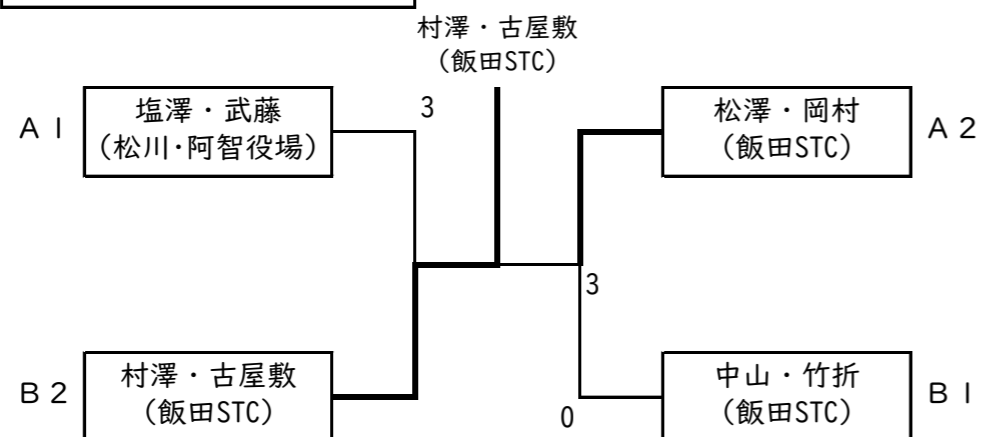 村澤・古屋敷
(飯田STC)
A1
塩澤・武藤
(松川・阿智役場)
3
松澤・岡村
(飯田STC)
A2
3
B2
村澤・古屋敷
(飯田STC)
0
中山・竹折
(飯田STC)
B1